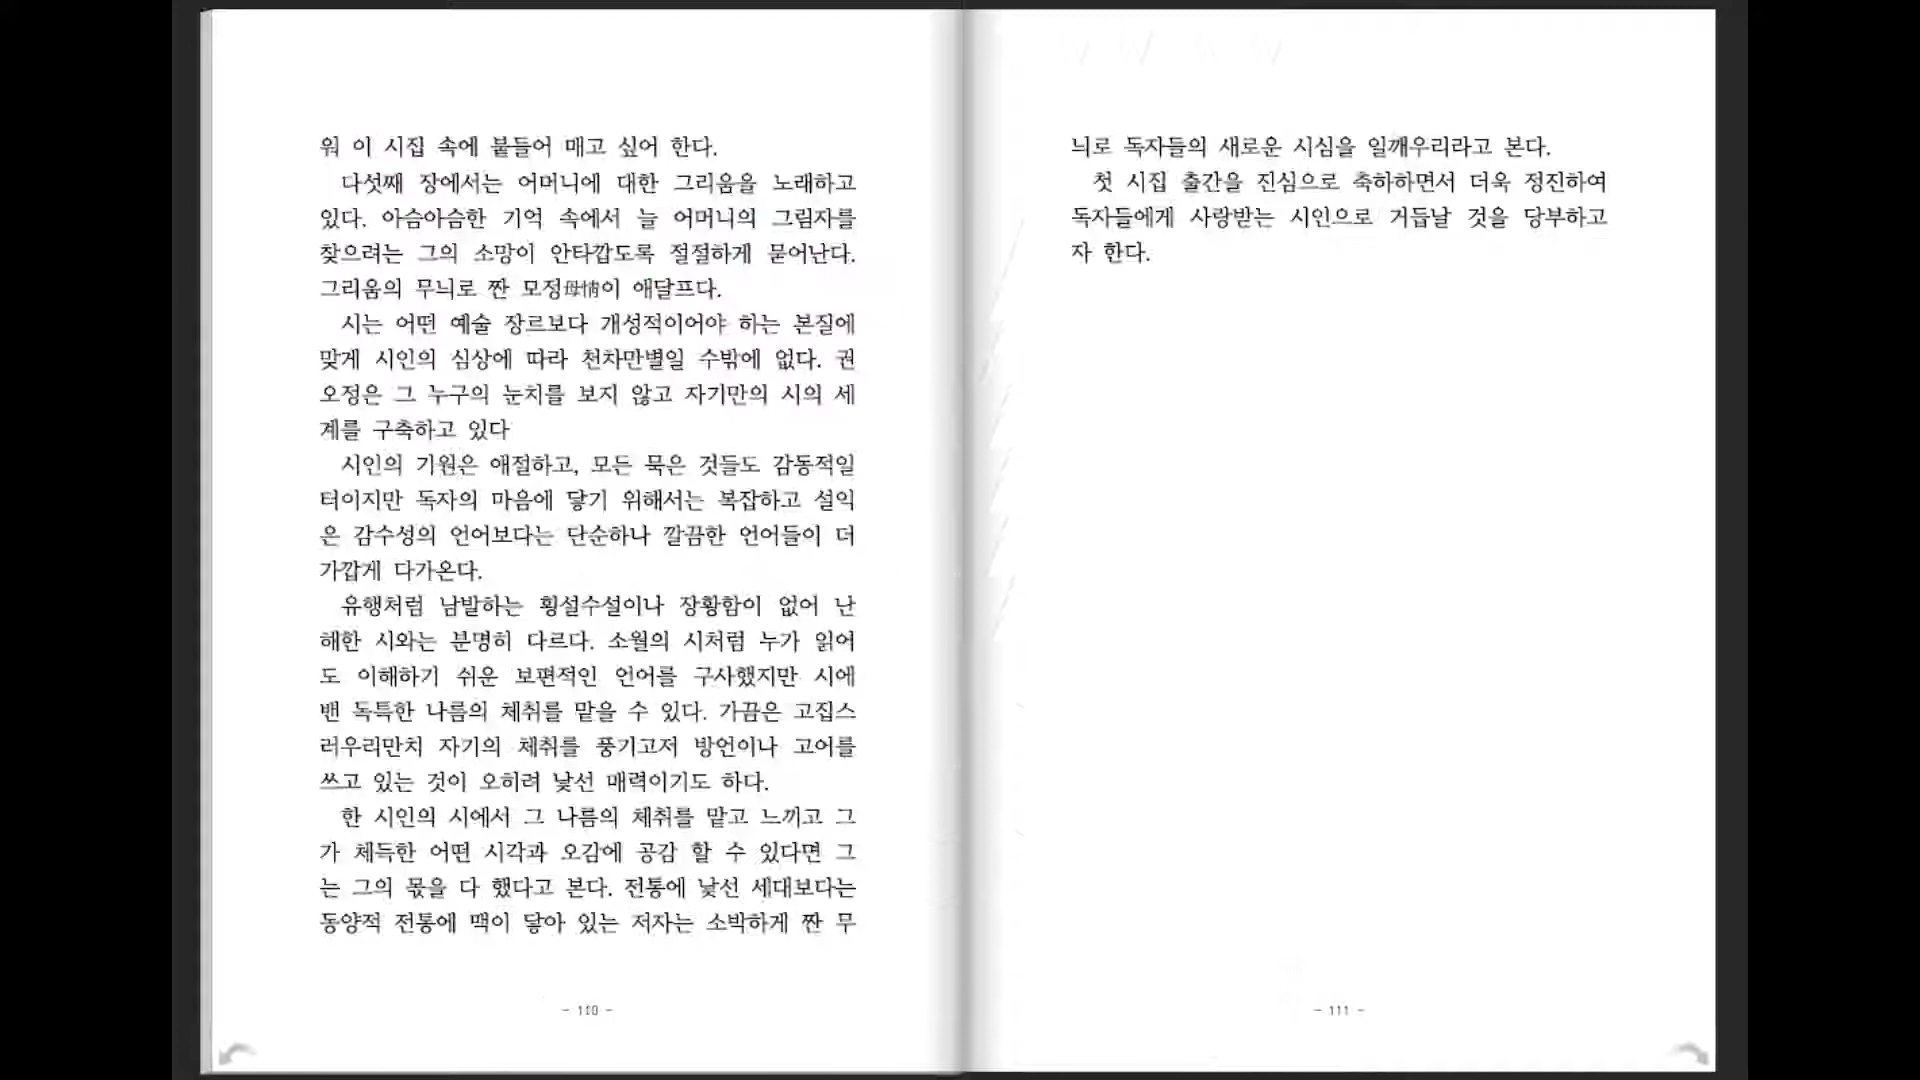 워 이 시집 속에 붙들어 매고 싶어 한다.
다섯째 장에서는 어머니에 대한 그리움을 노래하고
있다. 아슴아슴한 기억 속에서 늘 어머니의 그림자를
찾으려는 그의 소망이 안타깝도록 절절하게 묻어난다.
그리움의 무늬로 짠 모정母情이 애달프다.
시는 어떤 예술 장르보다 개성적이어야 하는 본질에
맞게 시인의 심상에 따라 천차만별일 수밖에 없다. 권
오정은 그 누구의 눈치를 보지 않고 자기만의 시의 세
계를 구축하고 있다
시인의 기원은 애절하고, 모든 묵은 것들도 감동적일
터이지만 독자의 마음에 닿기 위해서는 복잡하고 설익
은 감수성의 언어보다는 단순하나 깔끔한 언어들이 더
가깝게 다가온다.
유행처럼 남발하는 횡설수설이나 장황함이 없어 난
해한 시와는 분명히 다르다. 소월의 시처럼 누가 읽어
도 이해하기 쉬운 보편적인 언어를 구사했지만 시에
밴 독특한 나름의 체취를 맡을 수 있다. 가끔은 고집스
러우리만치 자기의 체취를 풍기고저 방언이나 고어를
쓰고 있는 것이 오히려 낯선 매력이기도 하다.
한 시인의 시에서 그 나름의 체취를 맡고 느끼고 그
가 체득한 어떤 시각과 오감에 공감 할 수 있다면 그
는 그의 몫을 다 했다고 본다. 전통에 낯선 세대보다는
동양적 전통에 맥이 닿아 있는 저자는 소박하게 짠 무
- 110 -
늬로 독자들의 새로운 시심을 일깨우리라고 본다.
첫 시집 출간을 진심으로 축하하면서 더욱 정진하여
독자들에게 사랑받는 시인으로 거듭날 것을 당부하고
자 한다.
- 111 -